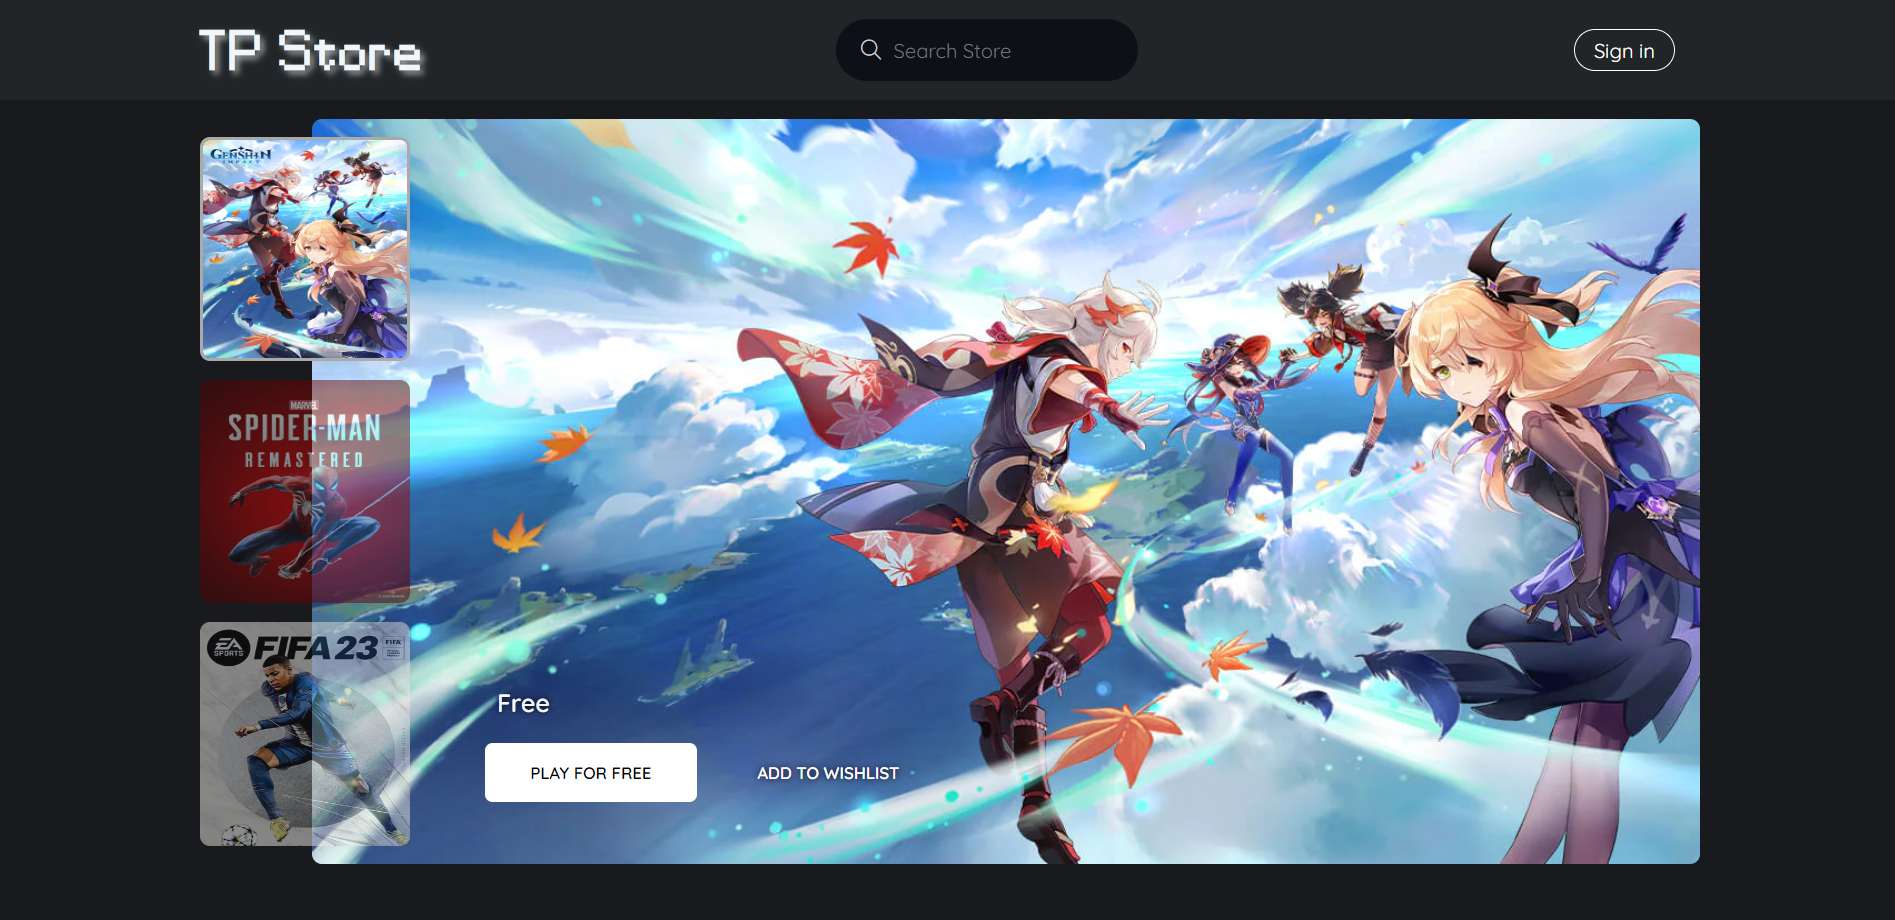 TP Store
Search Store
Sign in
GENSHIN
IMPACT
MARVEL
SPIDER-MAN
REMASTERED
EA
SPORTS
FIFA 23
FIFA
Free
PLAY FOR FREE
ADD TO WISHLIST